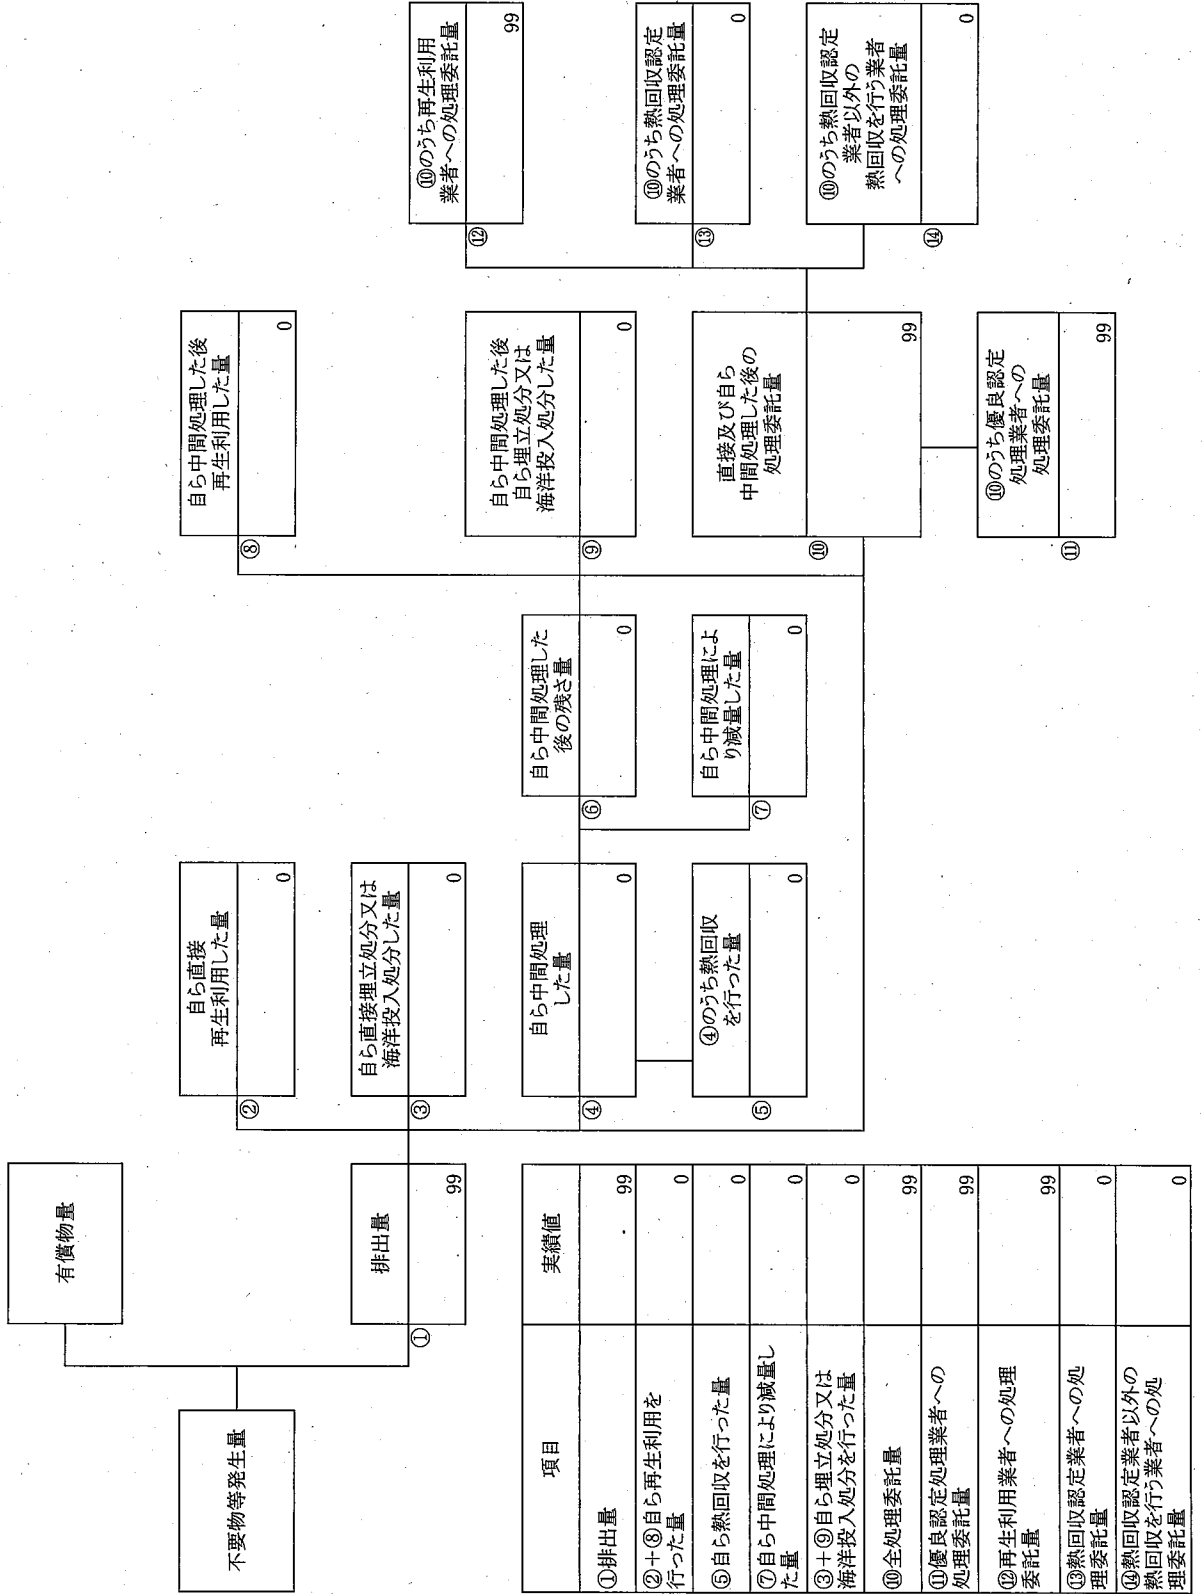 有償物量
不要物等発生量
①
排出量
99
②
自ら直接
再生利用した量
0
③
自ら直接埋立処分又は
海洋投入処分した量
0
④
自ら中間処理
した量
0
⑤
④のうち熱回収
を行った量
0
⑥
自ら中間処理した
後の残さ量
0
⑦
自ら中間処理によ
り減量した量
0
⑧
自ら中間処理した後
再生利用した量
0
⑨
自ら中間処理した後
自ら埋立処分又は
海洋投入処分した量
0
⑩
直接及び自ら
中間処理した後の
処理委託量
99
⑪
⑩のうち優良認定
処理業者への
処理委託量
99
⑫
⑩のうち再生利用
業者への処理委託量
99
⑬
⑩のうち熱回収認定
業者への処理委託量
0
⑭
⑩のうち熱回収認定
業者以外の
熱回収を行う業者
への処理委託量
0
項目 実績値
①排出量 99
②+⑧自ら再生利用を
行った量 0
⑤自ら熱回収を行った量 0
⑦自ら中間処理により減量し
た量 0
③+⑨自ら埋立処分又は
海洋投入処分を行った量 0
⑩全処理委託量 99
⑪優良認定処理業者への
処理委託量 99
⑫再生利用業者への処理
委託量 99
⑬熱回収認定業者への処
理委託量 0
⑭熱回収認定業者以外の
熱回収を行う業者への処
理委託量 0